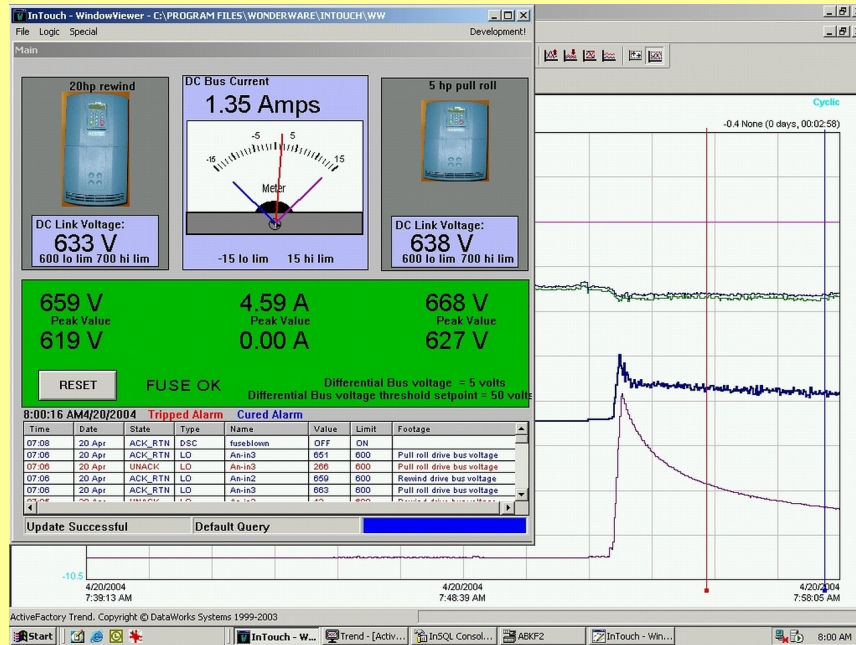 InTouch - WindowViewer - C:\PROGRAM FILES\WONDERWARE\INTOUCH\WW
File Logic Special Development!
Main
20hp rewind
DC Bus Current
5 hp pull roll
1.35 Amps
-15 -5 5 15
Meter
DC Link Voltage:
633 V
600 lo lim 700 hi lim
-15 lo lim 15 hi lim
DC Link Voltage:
638 V
600 lo lim 700 hi lim
659 V 4.59 A 668 V
Peak Value Peak Value Peak Value
619 V 0.00 A 627 V
RESET FUSE OK
Differential Bus voltage = 5 volts
Differential Bus voltage threshold setpoint = 50 volts
8:00:16 AM4/20/2004 Tripped Alarm Cured Alarm
Time Date State Type Name Value Limit Footage
07:08 20 Apr ACK_RTN DSC fuseblown OFF ON
07:06 20 Apr ACK_RTN LO An-in3 651 600 Pull roll drive bus voltage
07:06 20 Apr UNACK LO An-in3 266 600 Pull roll drive bus voltage
07:06 20 Apr ACK_RTN LO An-in2 659 600 Rewind drive bus voltage
07:06 20 Apr ACK_RTN LO An-in3 663 600 Pull roll drive bus voltage
Update Successful Default Query
Cyclic
-0.4 None (0 days, 00:02:58)
-10.5
4/20/2004 4/20/2004 4/20/2004
7:39:13 AM 7:48:39 AM 7:58:05 AM
ActiveFactory Trend. Copyright © DataWorks Systems 1999-2003
Start InTouch - W... Trend - [Activ... InSQL Consol... ABKF2 InTouch - Win... 8:00 AM